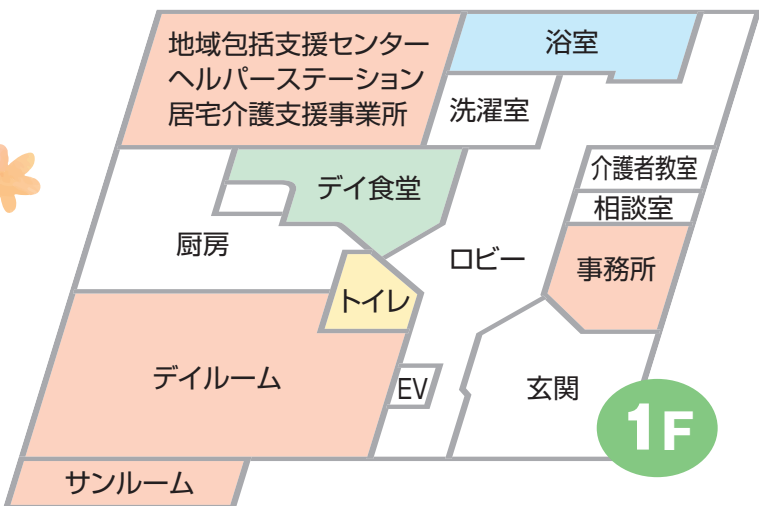 地域包括支援センター
ヘルパーステーション
居宅介護支援事業所
浴室
洗濯室
介護者教室
相談室
デイ食堂
厨房
ロビー
事務所
トイレ
デイルーム
EV
玄関
1F
サンルーム